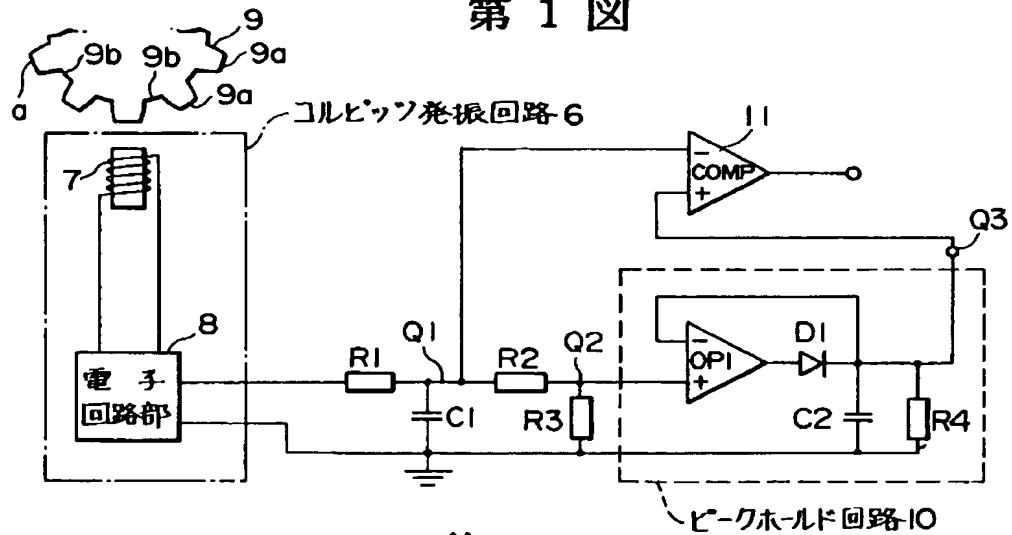 第 1 図
9
9b 9b 9a
a 9a
コルピッツ発振回路6
7
11
−
COMP
+
Q3
8
電子
回路部
R1
Q1
R2
Q2
−
OP1
+
D1
C1
R3
C2
R4
ピークホールド回路10